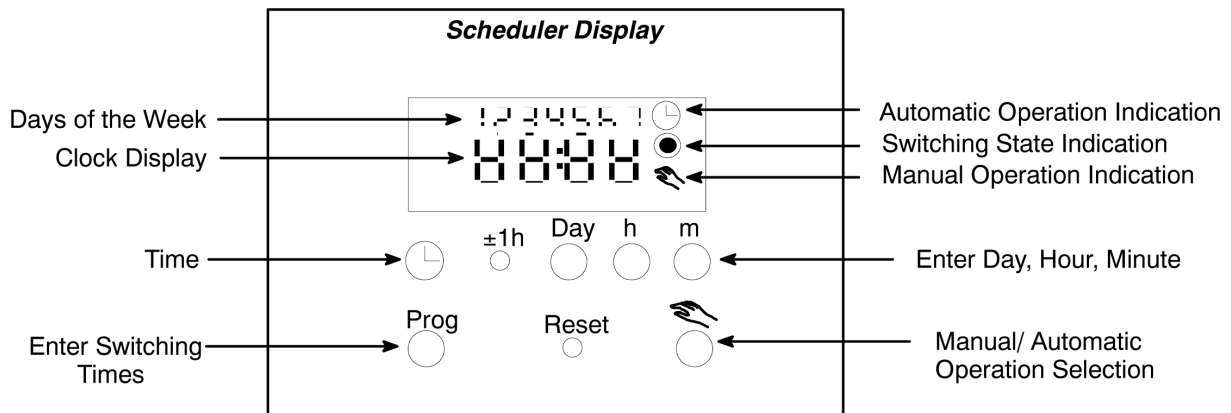 Scheduler Display
Days of the Week
Automatic Operation Indication
Clock Display
Switching State Indication
Manual Operation Indication
±1h
Day
h
m
Time
Enter Day, Hour, Minute
Prog
Reset
Enter Switching
Times
Manual/ Automatic
Operation Selection